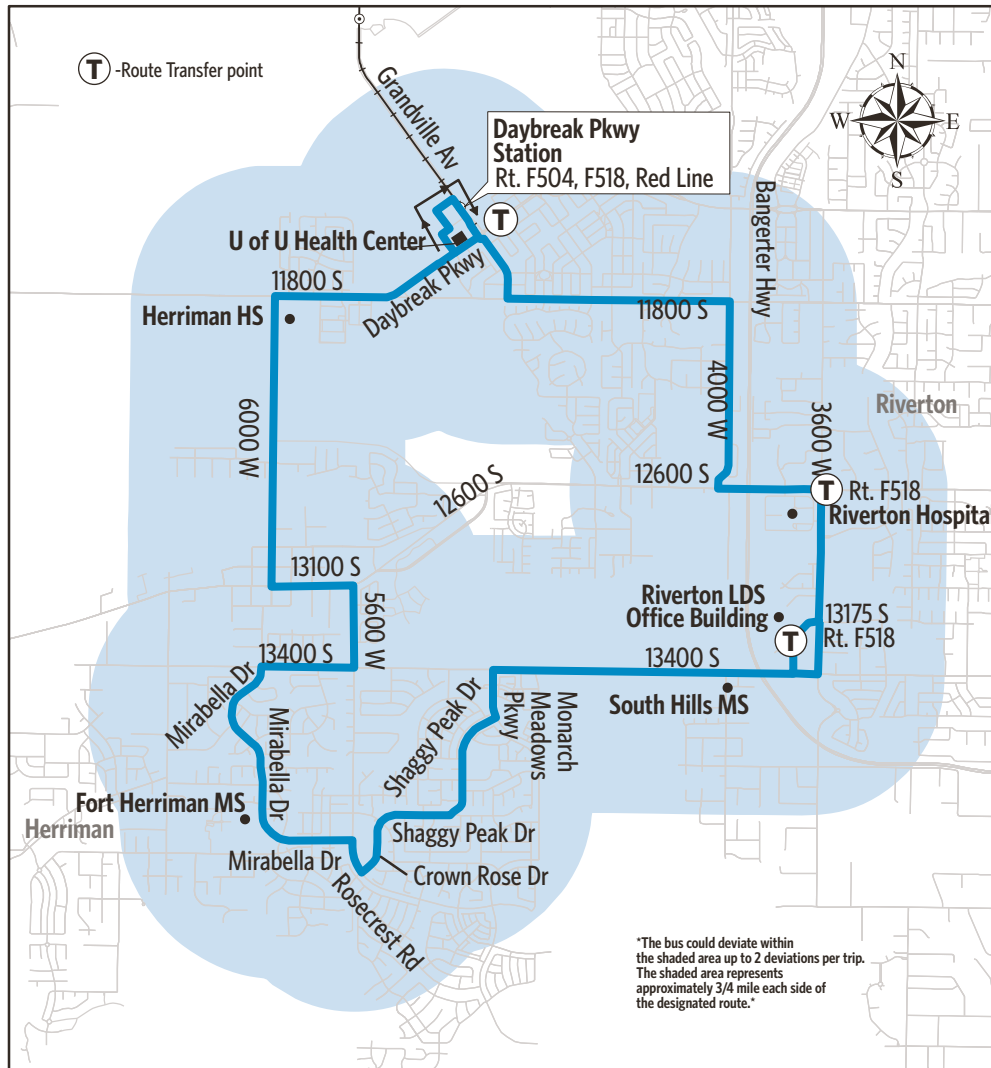 T -Route Transfer point
N
W E
S
Grandville Av
Daybreak Pkwy
Station
Rt. F504, F518, Red Line
T
U of U Health Center
Bangerter Hwy
11800 S
Daybreak Pkwy
11800 S
Herriman HS
4000 W
3600 W
Riverton
6000 W
12600 S
12600 S
T Rt. F518
Riverton Hospita
13100 S
5600 W
Riverton LDS
Office Building
13175 S
Rt. F518
T
13400 S
13400 S
Mirabella Dr
South Hills MS
Shaggy Peak Dr
Monarch
Meadows
Pkwy
Mirabella Dr
Fort Herriman MS
Herriman
Shaggy Peak Dr
Mirabella Dr
Crown Rose Dr
Rosecrest Rd
*The bus could deviate within
the shaded area up to 2 deviations per trip.
The shaded area represents
approximately 3/4 mile each side of
the designated route.*